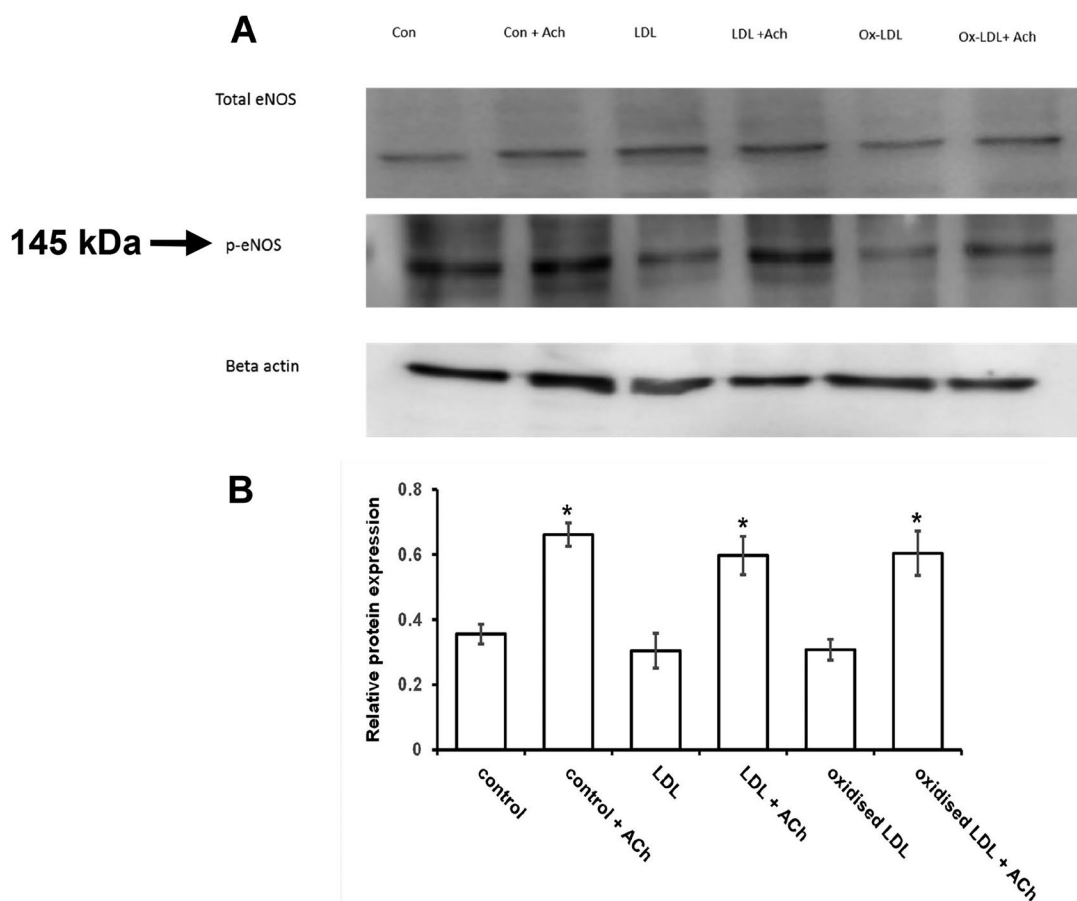 A
Con Con + Ach LDL LDL +Ach Ox-LDL Ox-LDL+ Ach
Total eNOS
145 kDa p-eNOS
Beta actin
B
Relative protein expression
0.8
0.6
0.4
0.2
0
* * *
control
control + ACh
LDL
LDL + ACh
oxidised LDL
oxidised LDL + ACh